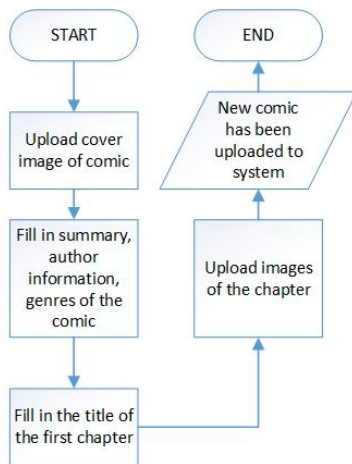 START
Upload cover
image of comic
Fill in summary,
author
information,
genres of the
comic
Fill in the title of
the first chapter
Upload images
of the chapter
New comic
has been
uploaded to
system
END